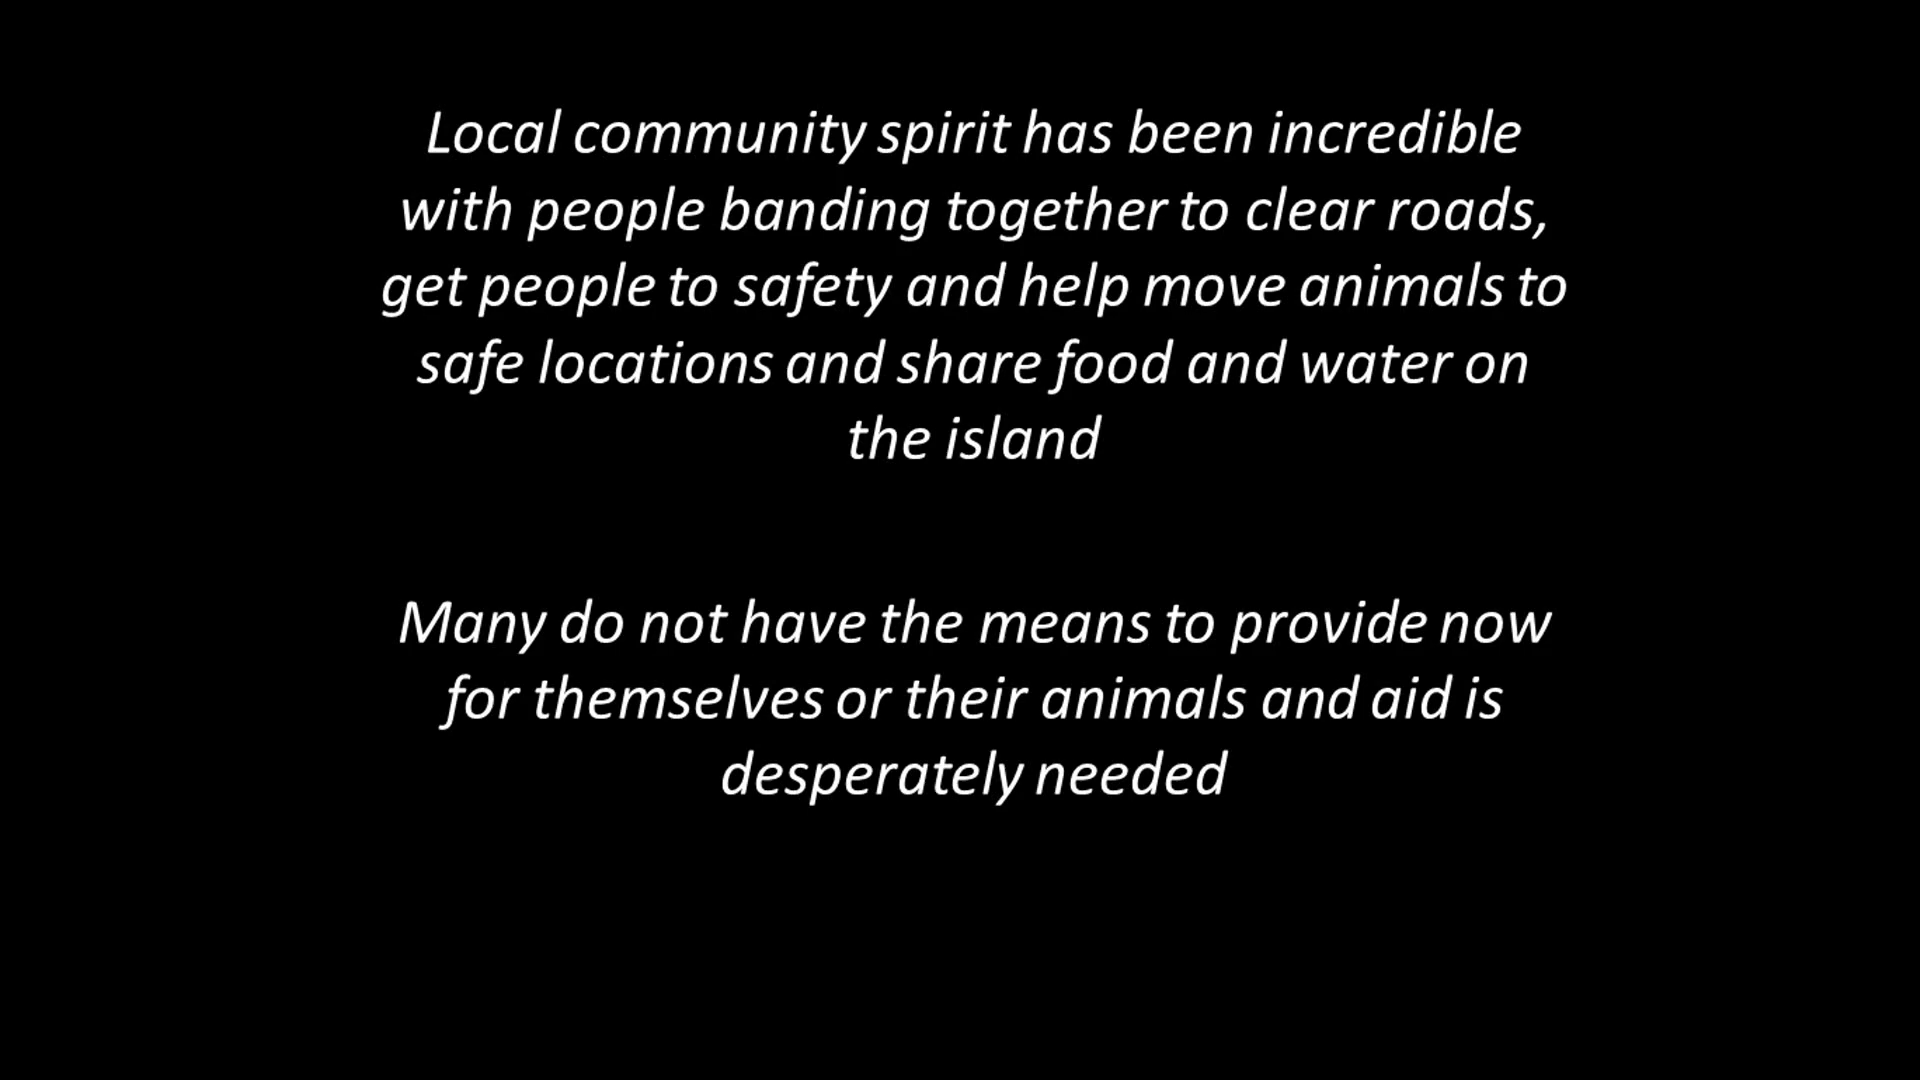 Local community spirit has been incredible
with people banding together to clear roads,
get people to safety and help move animals to
safe locations and share food and water on
the island
Many do not have the means to provide now
for themselves or their animals and aid is
desperately needed